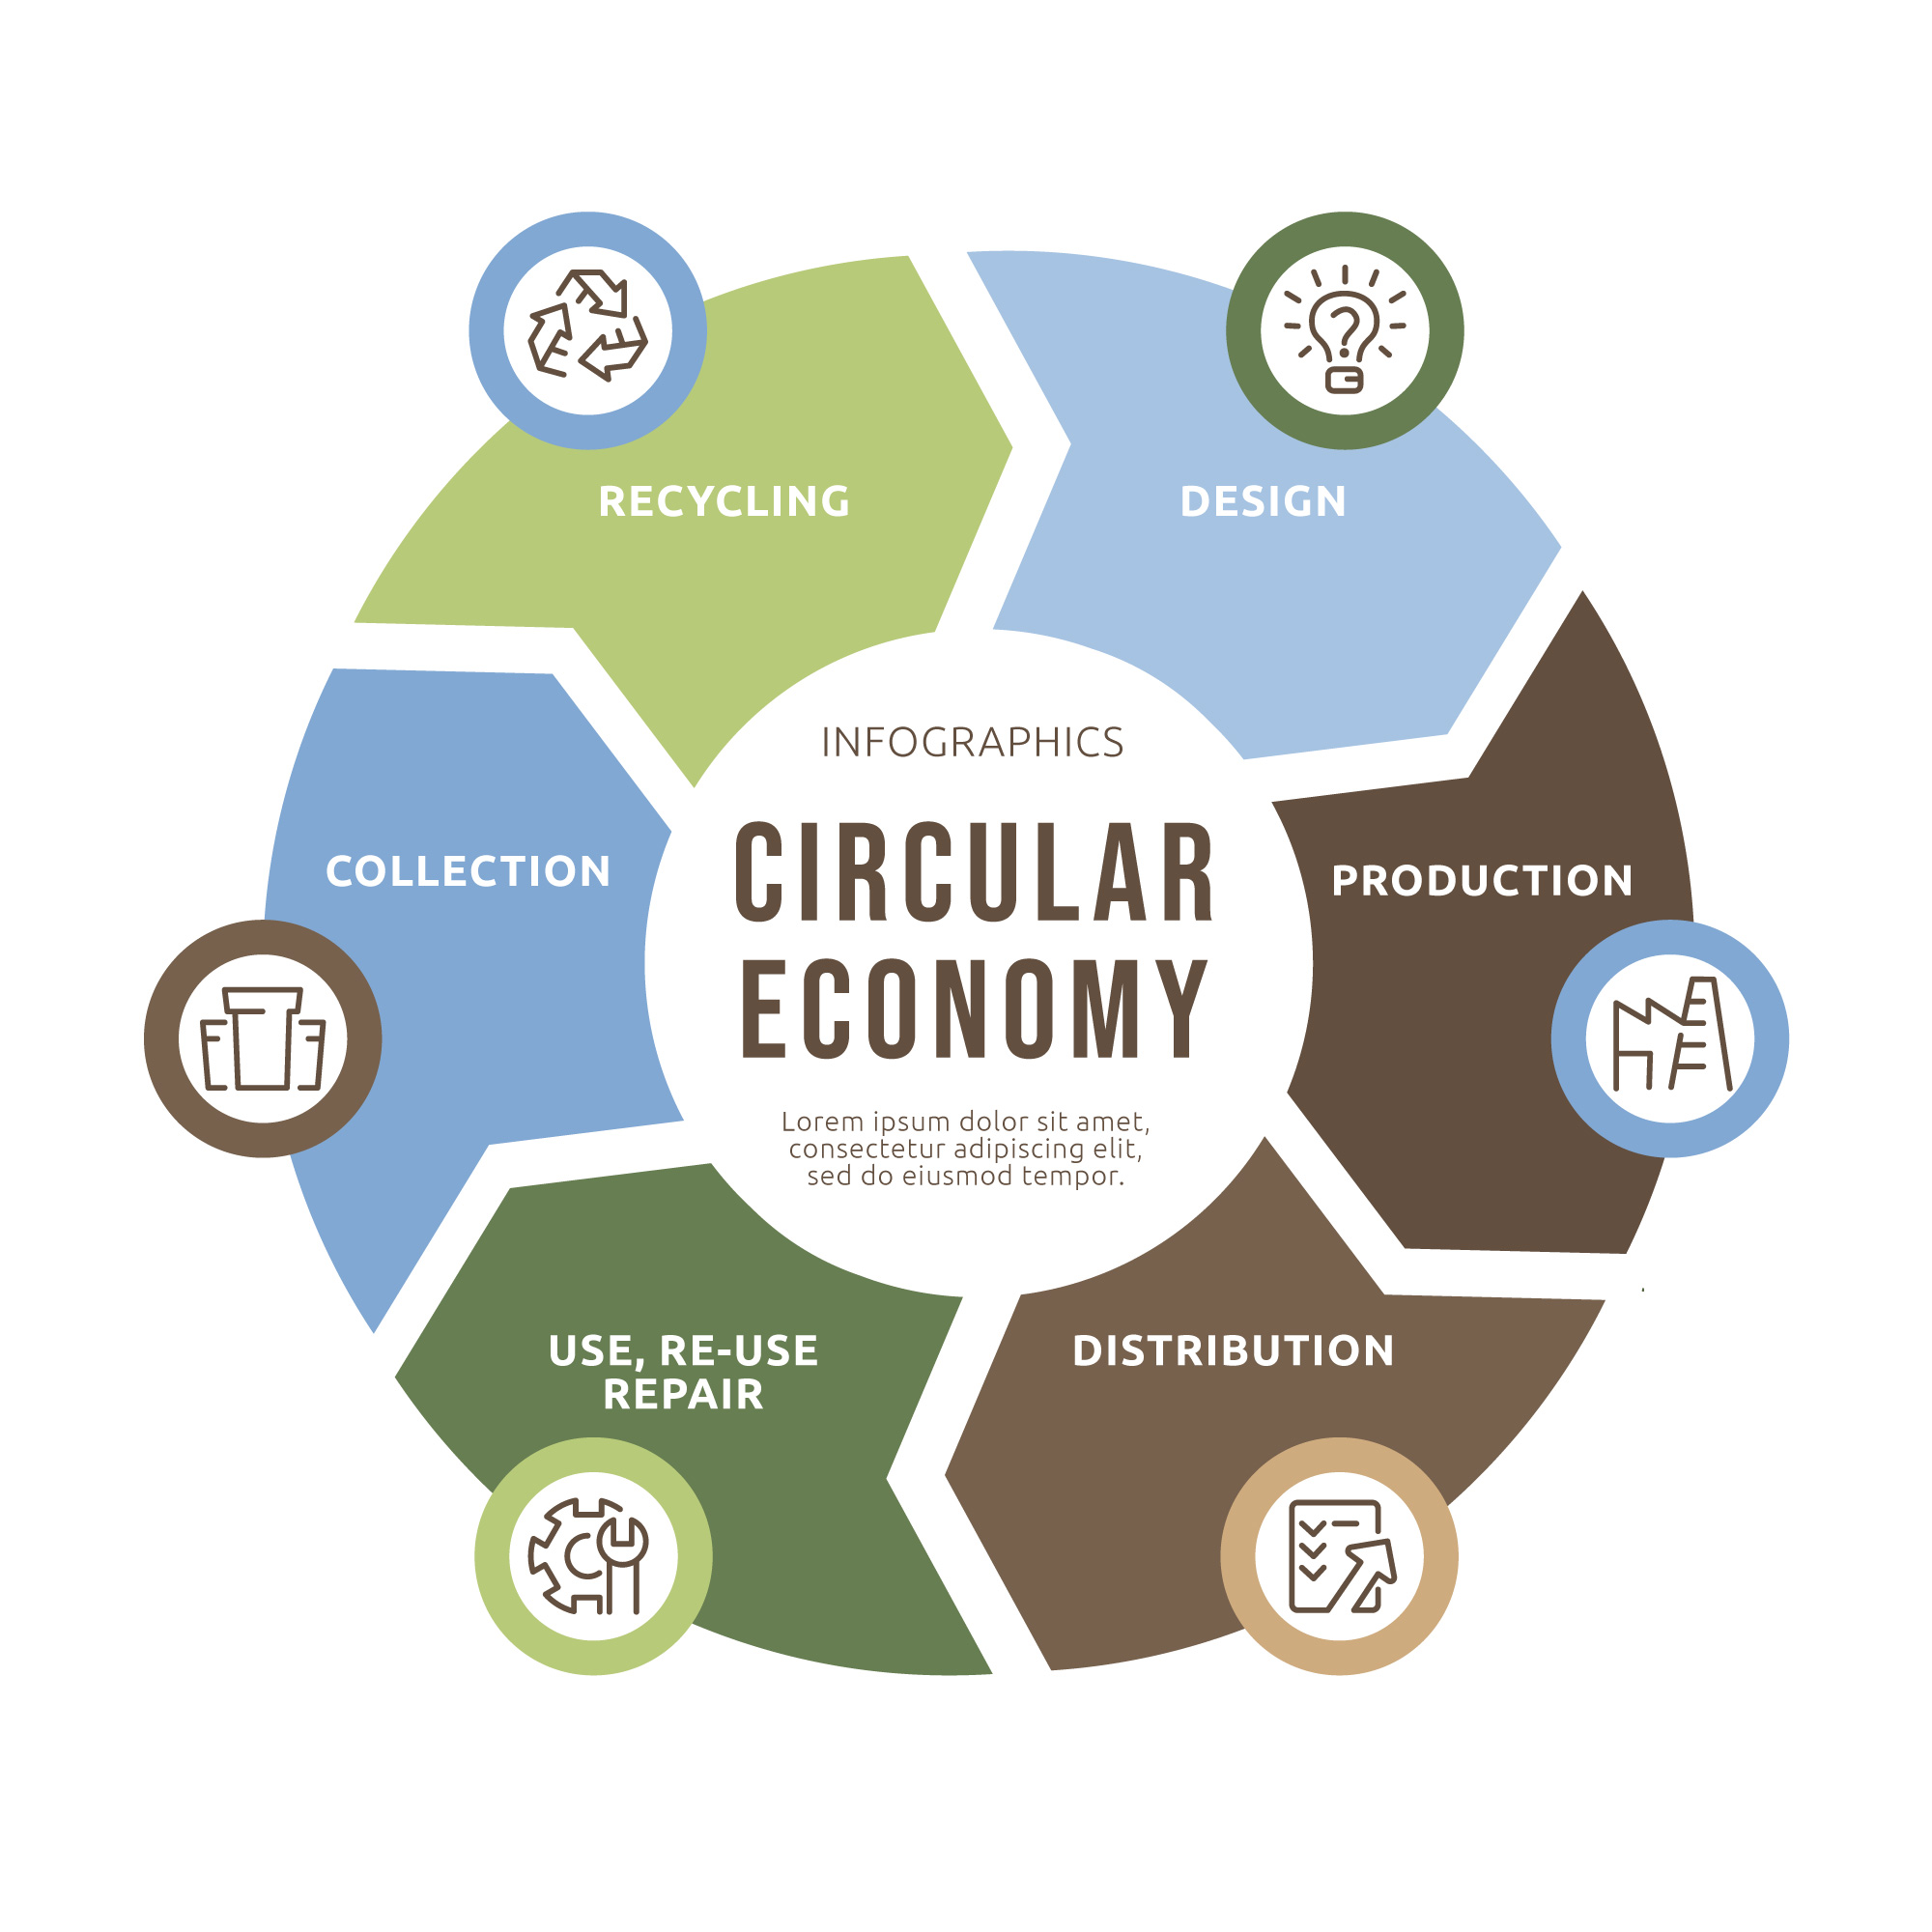 RECYCLING
DESIGN
INFOGRAPHICS
CIRCULAR
ECONOMY
Lorem ipsum dolor sit amet,
consectetur adipiscing elit,
sed do eiusmod tempor.
COLLECTION
PRODUCTION
USE, RE-USE
REPAIR
DISTRIBUTION